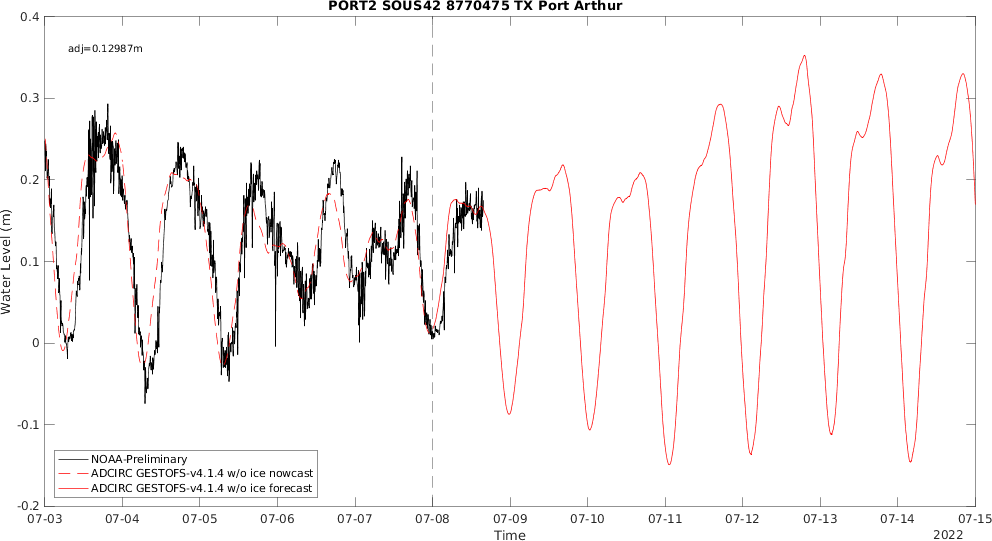 PORT2 SOUS42 8770475 TX Port Arthur
adj=0.12987m
0.4
0.3
0.2
0.1
0
-0.1
-0.2
Water Level (m)
NOAA-Preliminary
ADCIRC GESTOFS-v4.1.4 w/o ice nowcast
ADCIRC GESTOFS-v4.1.4 w/o ice forecast
07-03 07-04 07-05 07-06 07-07 07-08 07-09 07-10 07-11 07-12 07-13 07-14 07-15
Time
2022